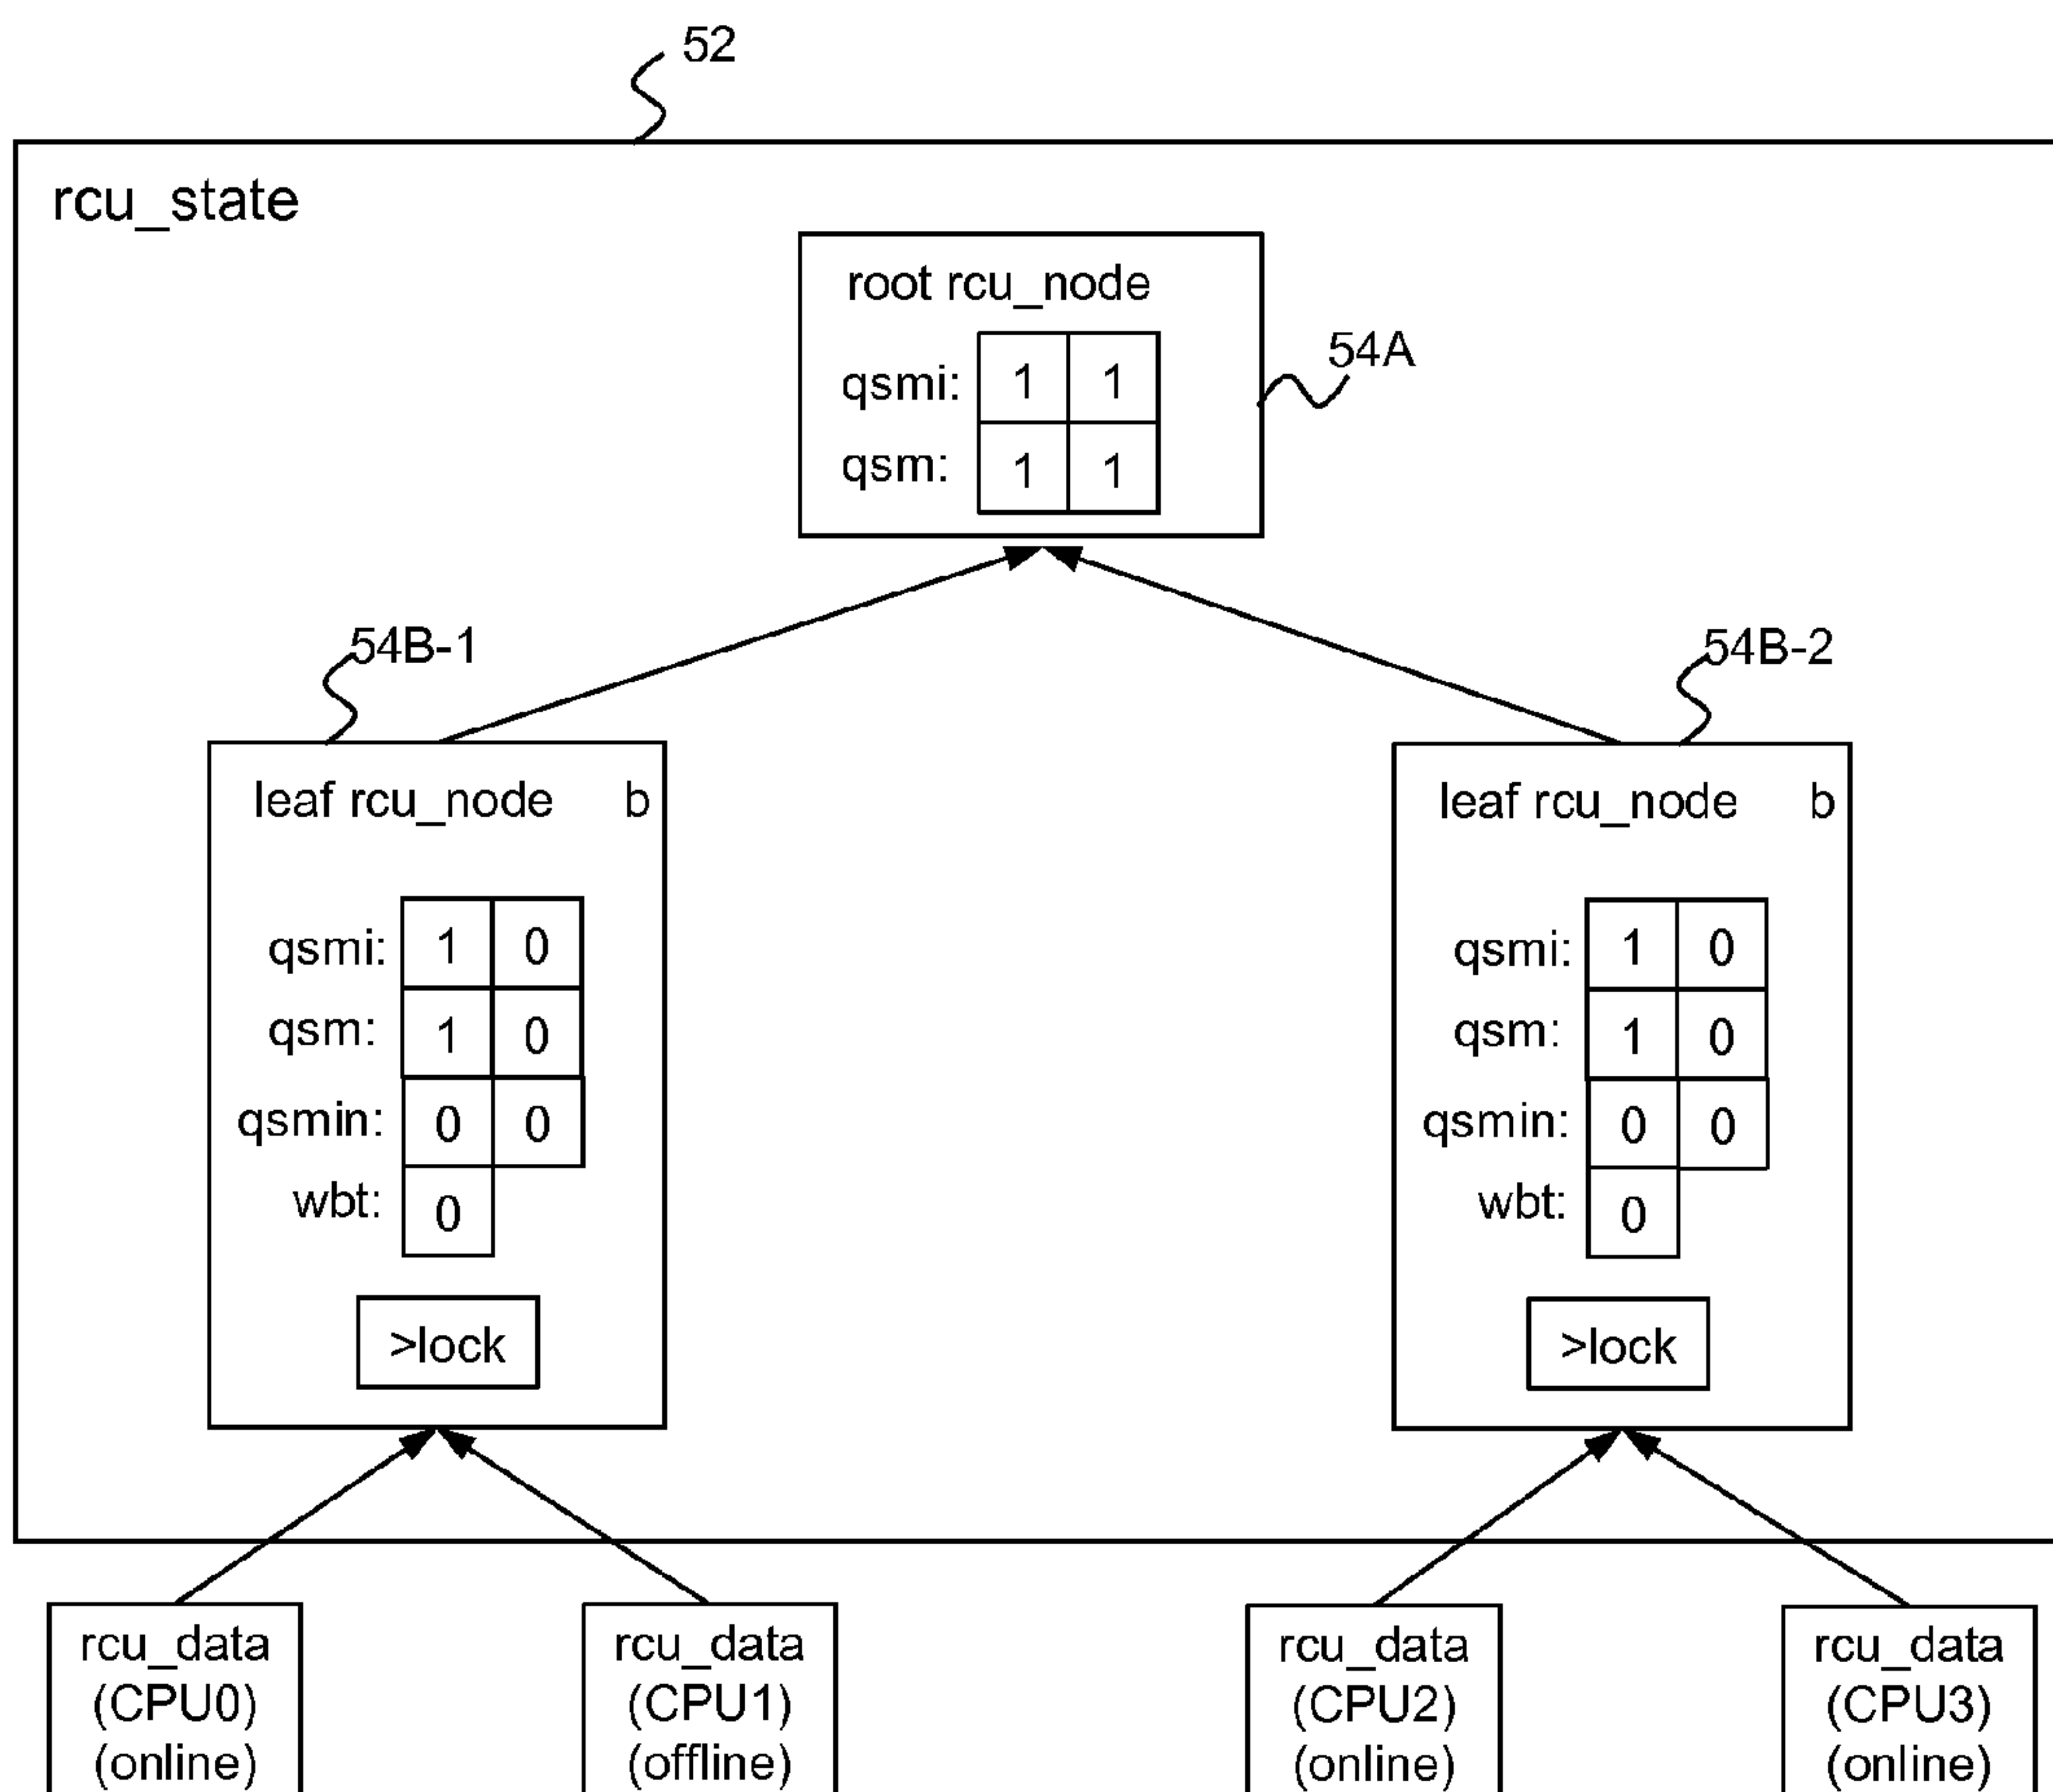 52
rcu_state
root rcu_node
qsmi: 1 1
qsm: 1 1
54A
54B-1
54B-2
leaf rcu_node b
qsmi: 1 0
qsm: 1 0
qsmin: 0 0
wbt: 0
>lock
leaf rcu_node b
qsmi: 1 0
qsm: 1 0
qsmin: 0 0
wbt: 0
>lock
rcu_data
(CPU0)
(online)
rcu_data
(CPU1)
(offline)
rcu_data
(CPU2)
(online)
rcu_data
(CPU3)
(online)